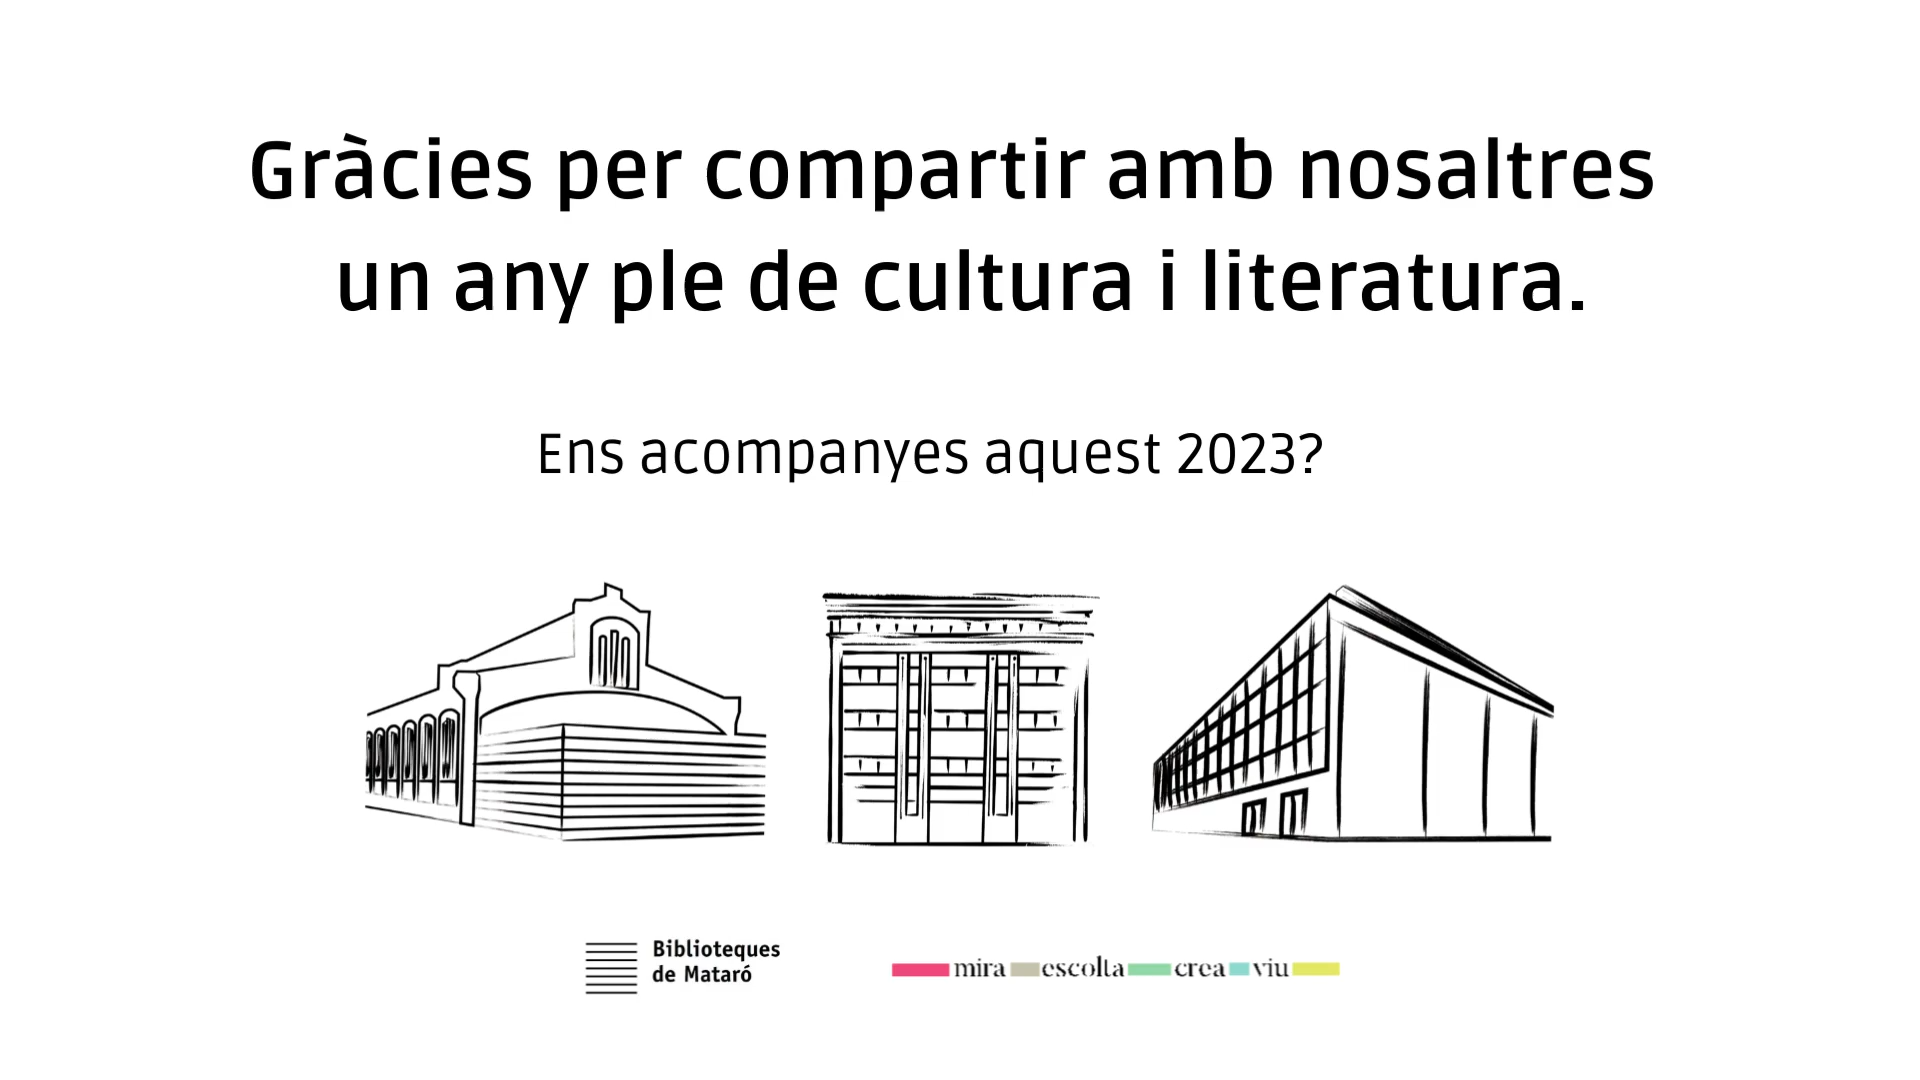 Gràcies per compartir amb nosaltres
un any ple de cultura i literatura.
Ens acompanyes aquest 2023?
Biblioteques
de Mataró
mira escolta crea viu